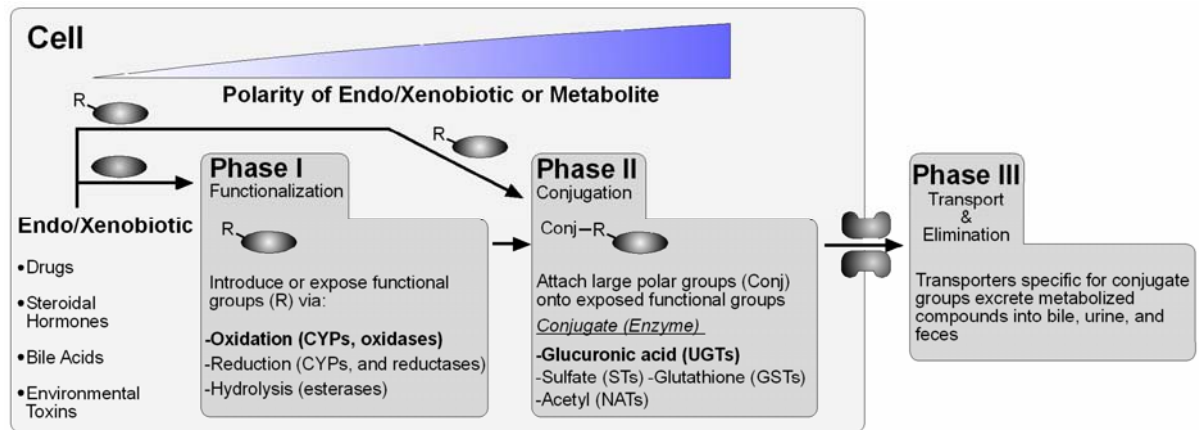 Cell
Polarity of Endo/Xenobiotic or Metabolite
R
R
Endo/Xenobiotic
•Drugs
•Steroidal
Hormones
•Bile Acids
•Environmental
Toxins
Phase I
Functionalization
R
Introduce or expose functional
groups (R) via:
-Oxidation (CYPs, oxidases)
-Reduction (CYPs, and reductases)
-Hydrolysis (esterases)
Phase II
Conjugation
Conj–R
Attach large polar groups (Conj)
onto exposed functional groups
Conjugate (Enzyme)
-Glucuronic acid (UGTs)
-Sulfate (STs) -Glutathione (GSTs)
-Acetyl (NATs)
Phase III
Transport
&
Elimination
Transporters specific for conjugate
groups excrete metabolized
compounds into bile, urine, and
feces